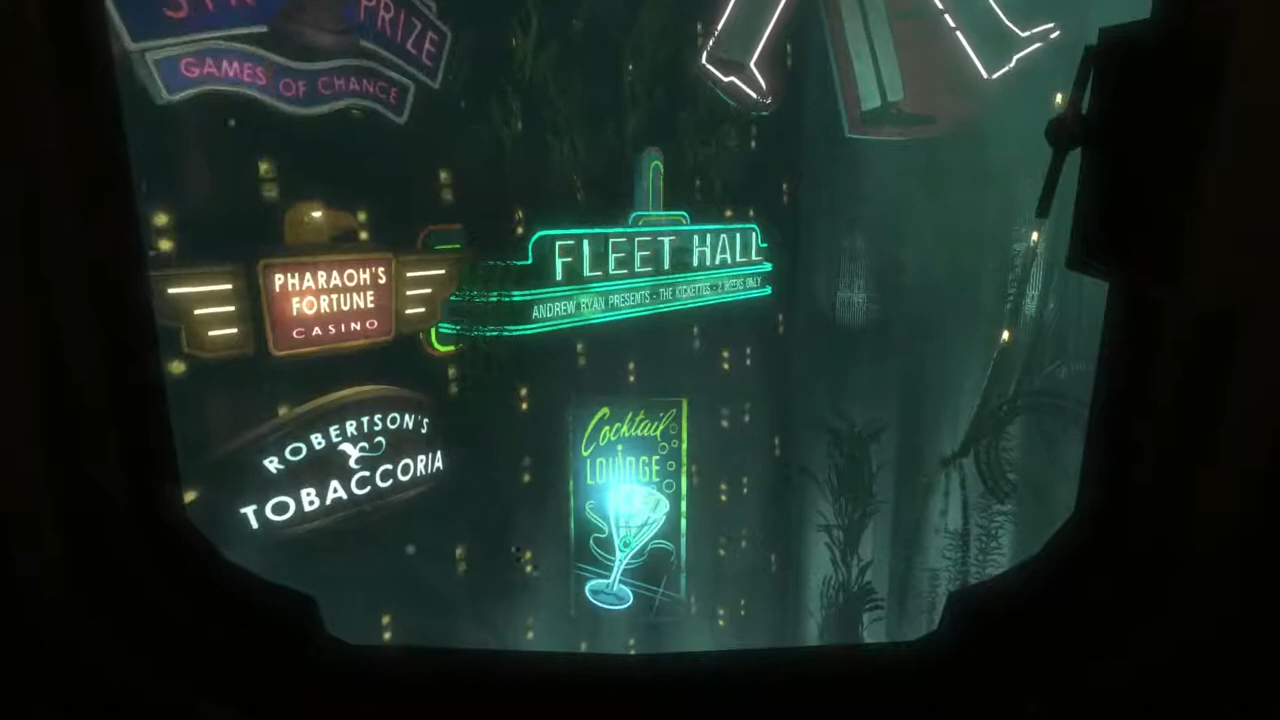 PRIZE
GAMES OF CHANCE
FLEET HALL
ANDREW RYAN PRESENTS - THE KICKETTES - 2 WEEKS ONLY
PHARAOH'S
FORTUNE
CASINO
ROBERTSON'S
TOBACCORIA
Cocktail
LOUNGE